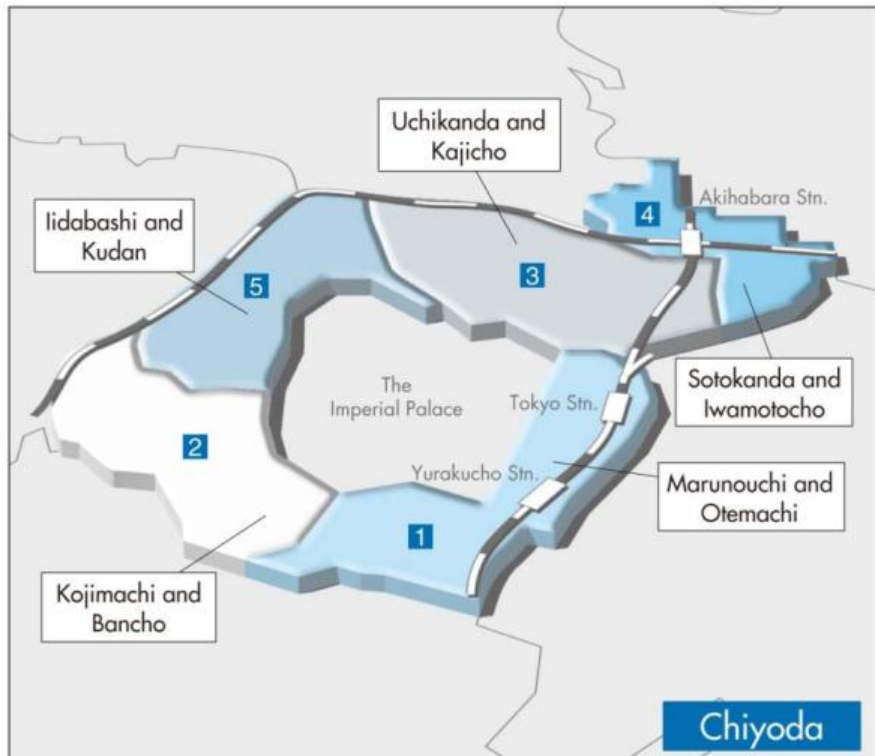 Uchikanda and
Kajicho
4
Akihabara Stn.
Iidabashi and
Kudan
5
3
The
Imperial Palace
Tokyo Stn.
Sotokanda and
Iwamotocho
2
Yurakucho Stn.
Marunouchi and
Otemachi
1
Kojimachi and
Bancho
Chiyoda